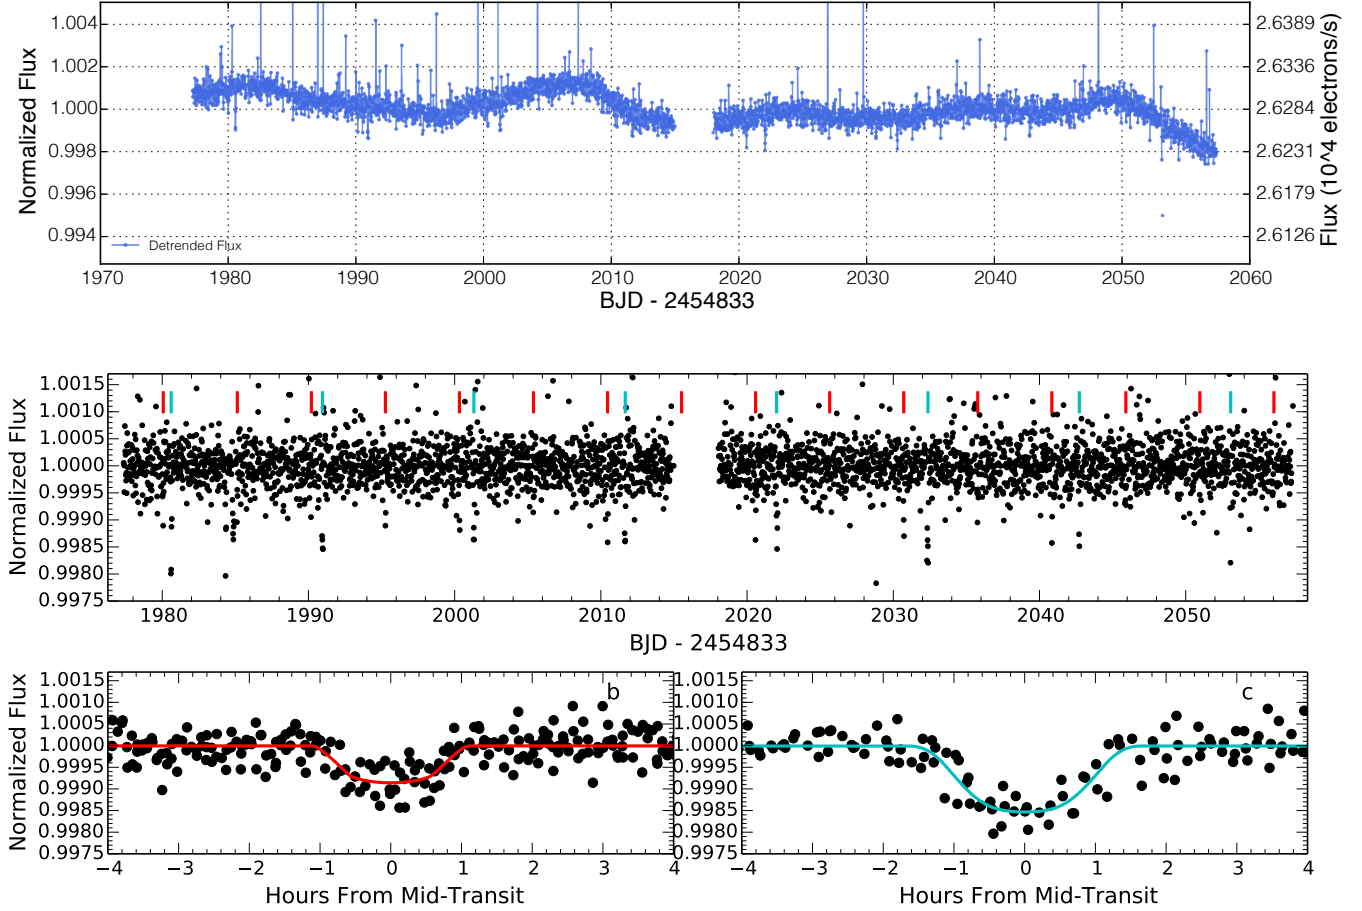 Normalized Flux
1.004
1.002
1.000
0.998
0.996
0.994
2.6389
2.6336
2.6284
2.6231
2.6179
2.6126
Flux (10^4 electrons/s)
Detrended Flux
1970 1980 1990 2000 2010 2020 2030 2040 2050 2060
BJD - 2454833
Normalized Flux
1.0015
1.0010
1.0005
1.0000
0.9995
0.9990
0.9985
0.9980
0.9975
1980 1990 2000 2010 2020 2030 2040 2050
BJD - 2454833
Normalized Flux
1.0015
1.0010
1.0005
1.0000
0.9995
0.9990
0.9985
0.9980
0.9975
b
−4 −3 −2 −1 0 1 2 3 4
Hours From Mid-Transit
1.0015
1.0010
1.0005
1.0000
0.9995
0.9990
0.9985
0.9980
0.9975
c
−4 −3 −2 −1 0 1 2 3 4
Hours From Mid-Transit